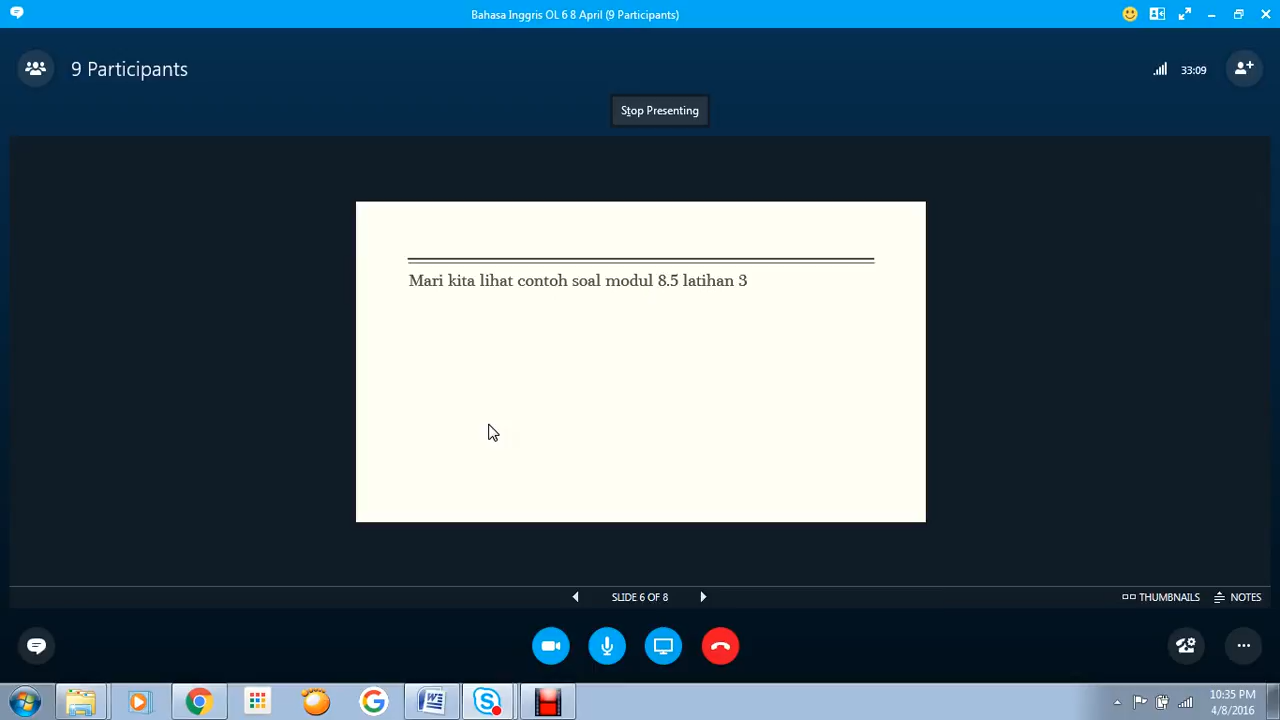 Bahasa Inggris OL 6 8 April (9 Participants)
9 Participants
33:09
Stop Presenting
Mari kita lihat contoh soal modul 8.5 latihan 3
SLIDE 6 OF 8
THUMBNAILS
NOTES
10:35 PM
4/8/2016